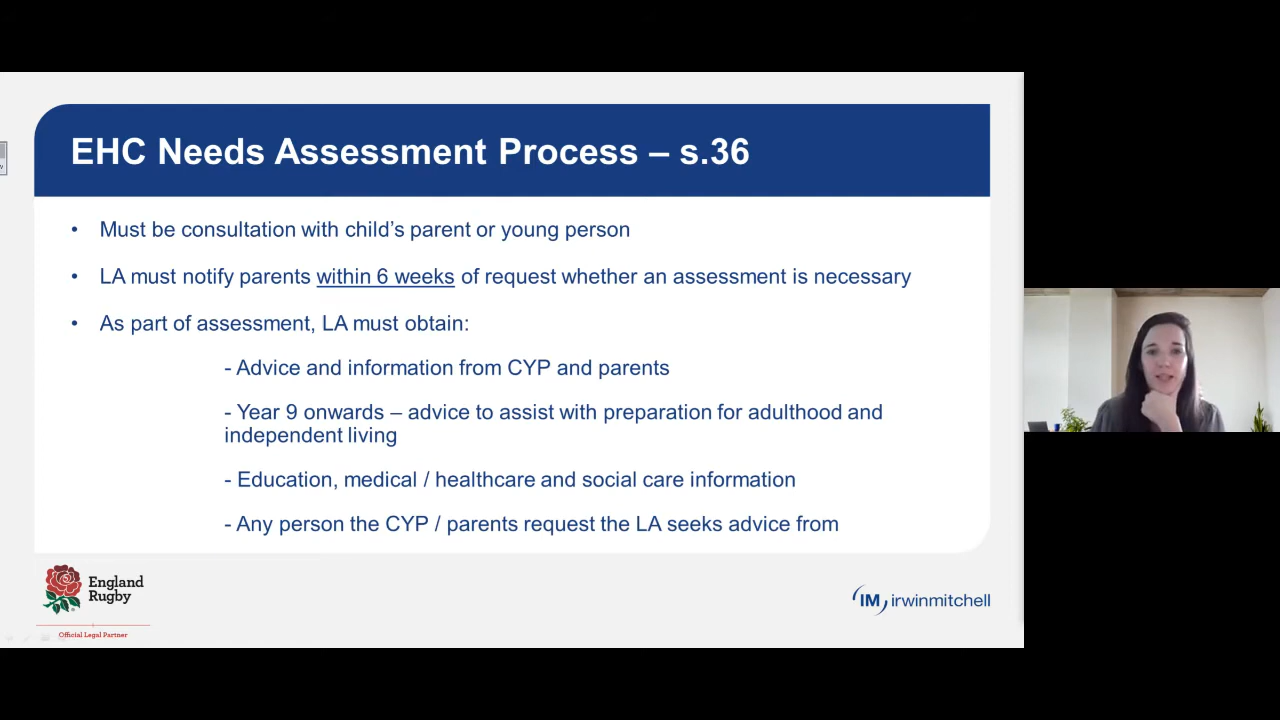 EHC Needs Assessment Process – s.36
• Must be consultation with child’s parent or young person
• LA must notify parents within 6 weeks of request whether an assessment is necessary
• As part of assessment, LA must obtain:
- Advice and information from CYP and parents
- Year 9 onwards – advice to assist with preparation for adulthood and
independent living
- Education, medical / healthcare and social care information
- Any person the CYP / parents request the LA seeks advice from
England
Rugby
Official Legal Partner
IM irwinmitchell